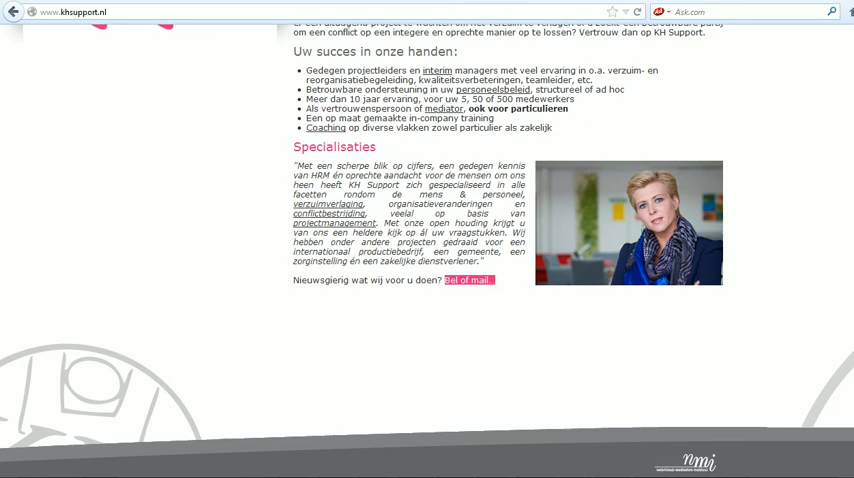 www.khsupport.nl
Ask.com
om een conflict op een integere en oprechte manier op te lossen? Vertrouw dan op KH Support.
Uw succes in onze handen:
Gedegen projectleiders en interim managers met veel ervaring in o.a. verzuim- en
reorganisatiebegeleiding, kwaliteitsverbeteringen, teamleider, etc.
Betrouwbare ondersteuning in uw personeelsbeleid, structureel of ad hoc
Meer dan 10 jaar ervaring, voor uw 5, 50 of 500 medewerkers
Als vertrouwenspersoon of mediator, ook voor particulieren
Een op maat gemaakte in-company training
Coaching op diverse vlakken zowel particulier als zakelijk
Specialisaties
"Met een scherpe blik op cijfers, een gedegen kennis
van HRM én oprechte aandacht voor de mensen om ons
heen heeft KH Support zich gespecialiseerd in alle
facetten rondom de mens & personeel,
verzuimverlaging, organisatieveranderingen en
conflictbestrijding, veelal op basis van
projectmanagement. Met onze open houding krijgt u
van ons een heldere kijk op ál uw vraagstukken. Wij
hebben onder andere projecten gedraaid voor een
internationaal productiebedrijf, een gemeente, een
zorginstelling én een zakelijke dienstverlener."
Nieuwsgierig wat wij voor u doen? Bel of mail...
nmi